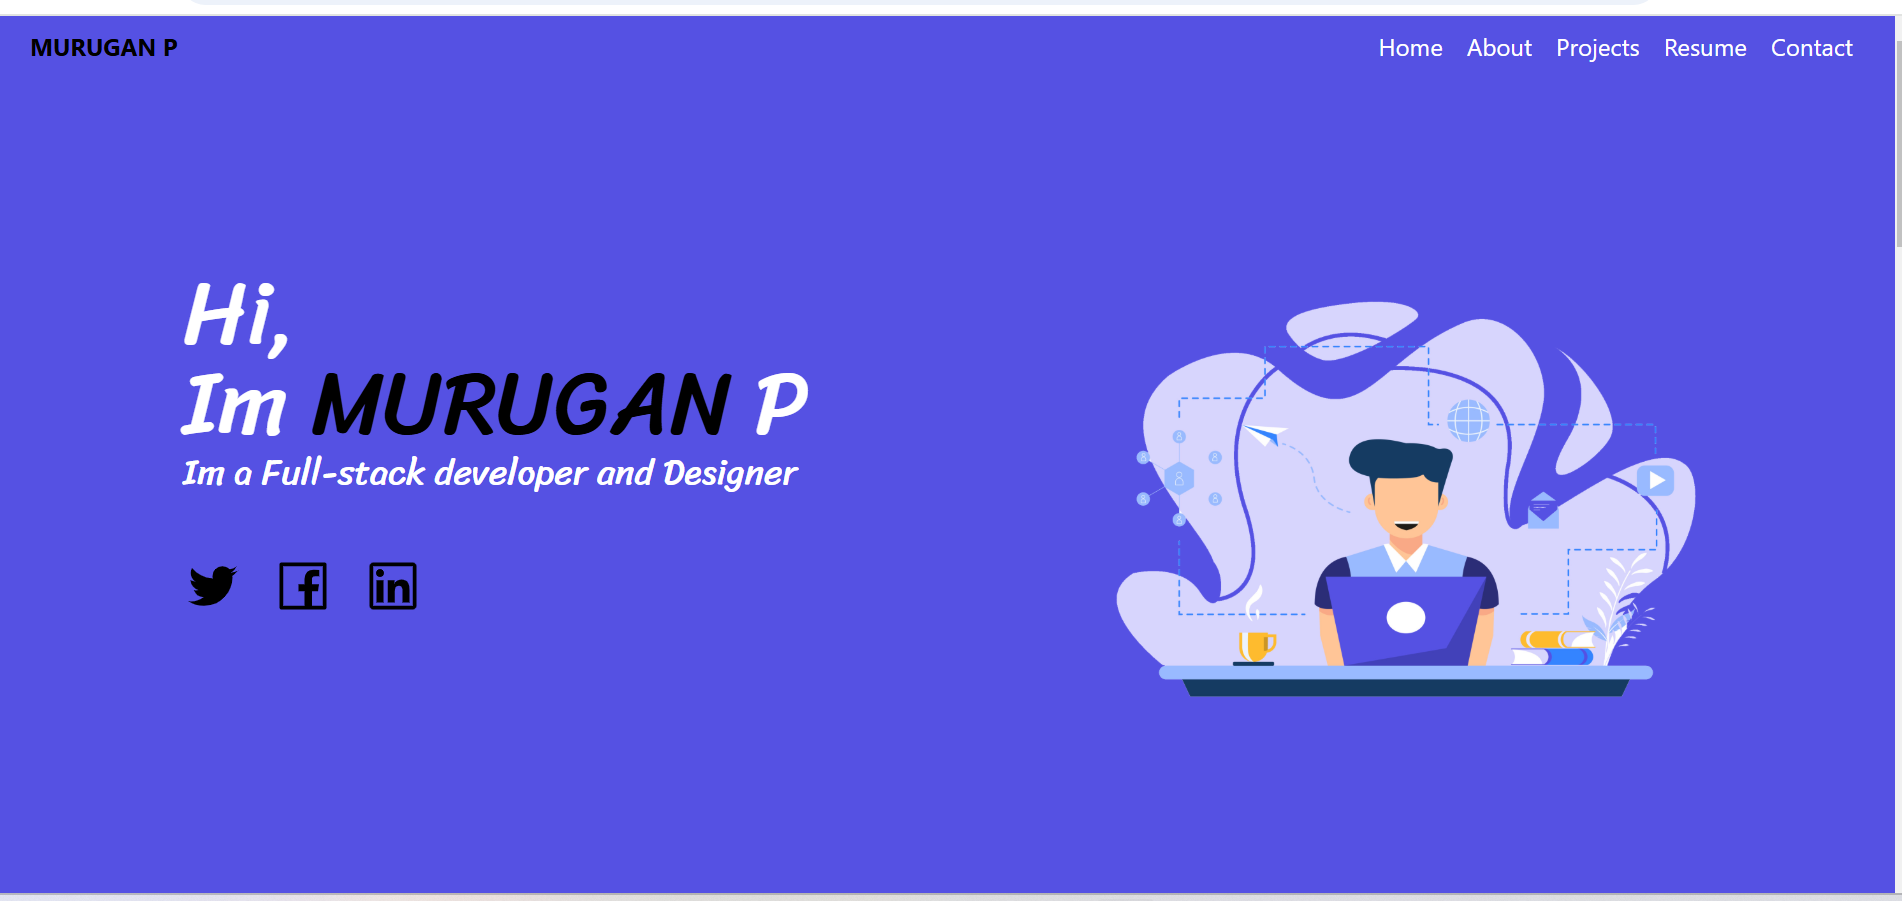 MURUGAN P
Home About Projects Resume Contact
Hi,
Im MURUGAN P
Im a Full-stack developer and Designer